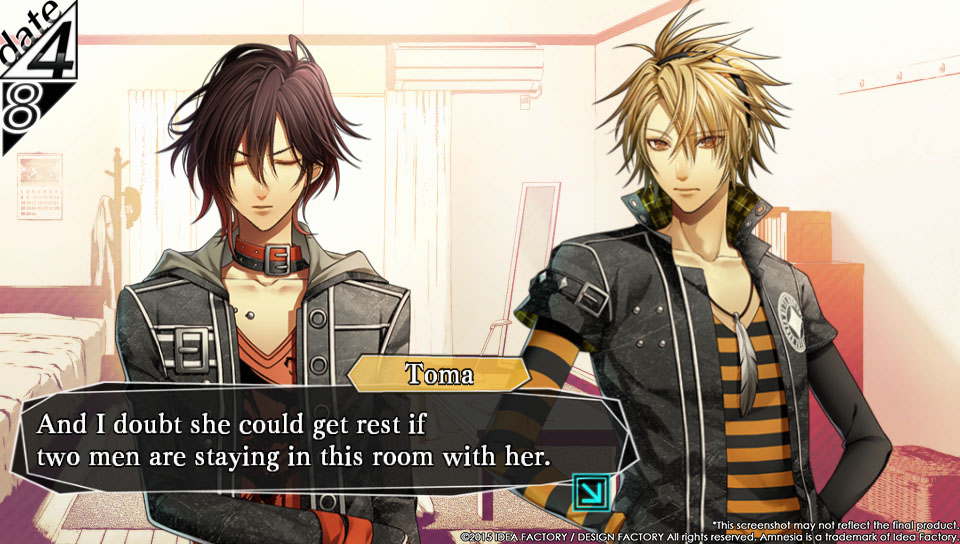 date
4
8
Toma
And I doubt she could get rest if
two men are staying in this room with her.
*This screenshot may not reflect the final product.
©2015 IDEA FACTORY / DESIGN FACTORY All rights reserved. Amnesia is a trademark of Idea Factory.